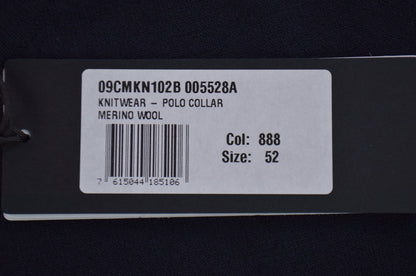 09CMKN102B 005528A
KNITWEAR – POLO COLLAR
MERINO WOOL
Col: 888
Size: 52
7 615044 185106